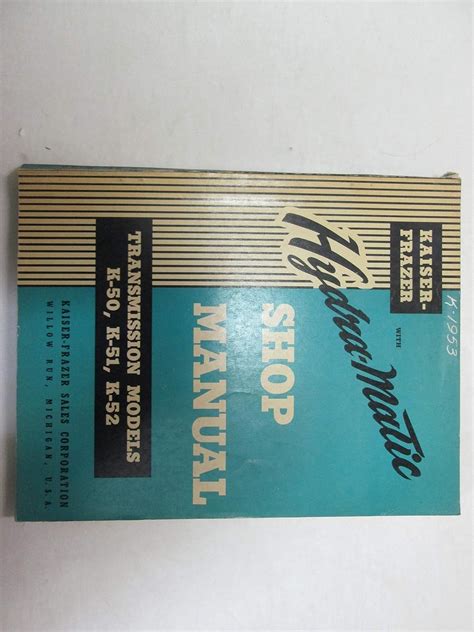 K-1953
KAISER-
FRAZER
WITH
Hydra-Matic
SHOP
MANUAL
TRANSMISSION MODELS
K-50, K-51, K-52
KAISER-FRAZER SALES CORPORATION
WILLOW RUN, MICHIGAN, U.S.A.